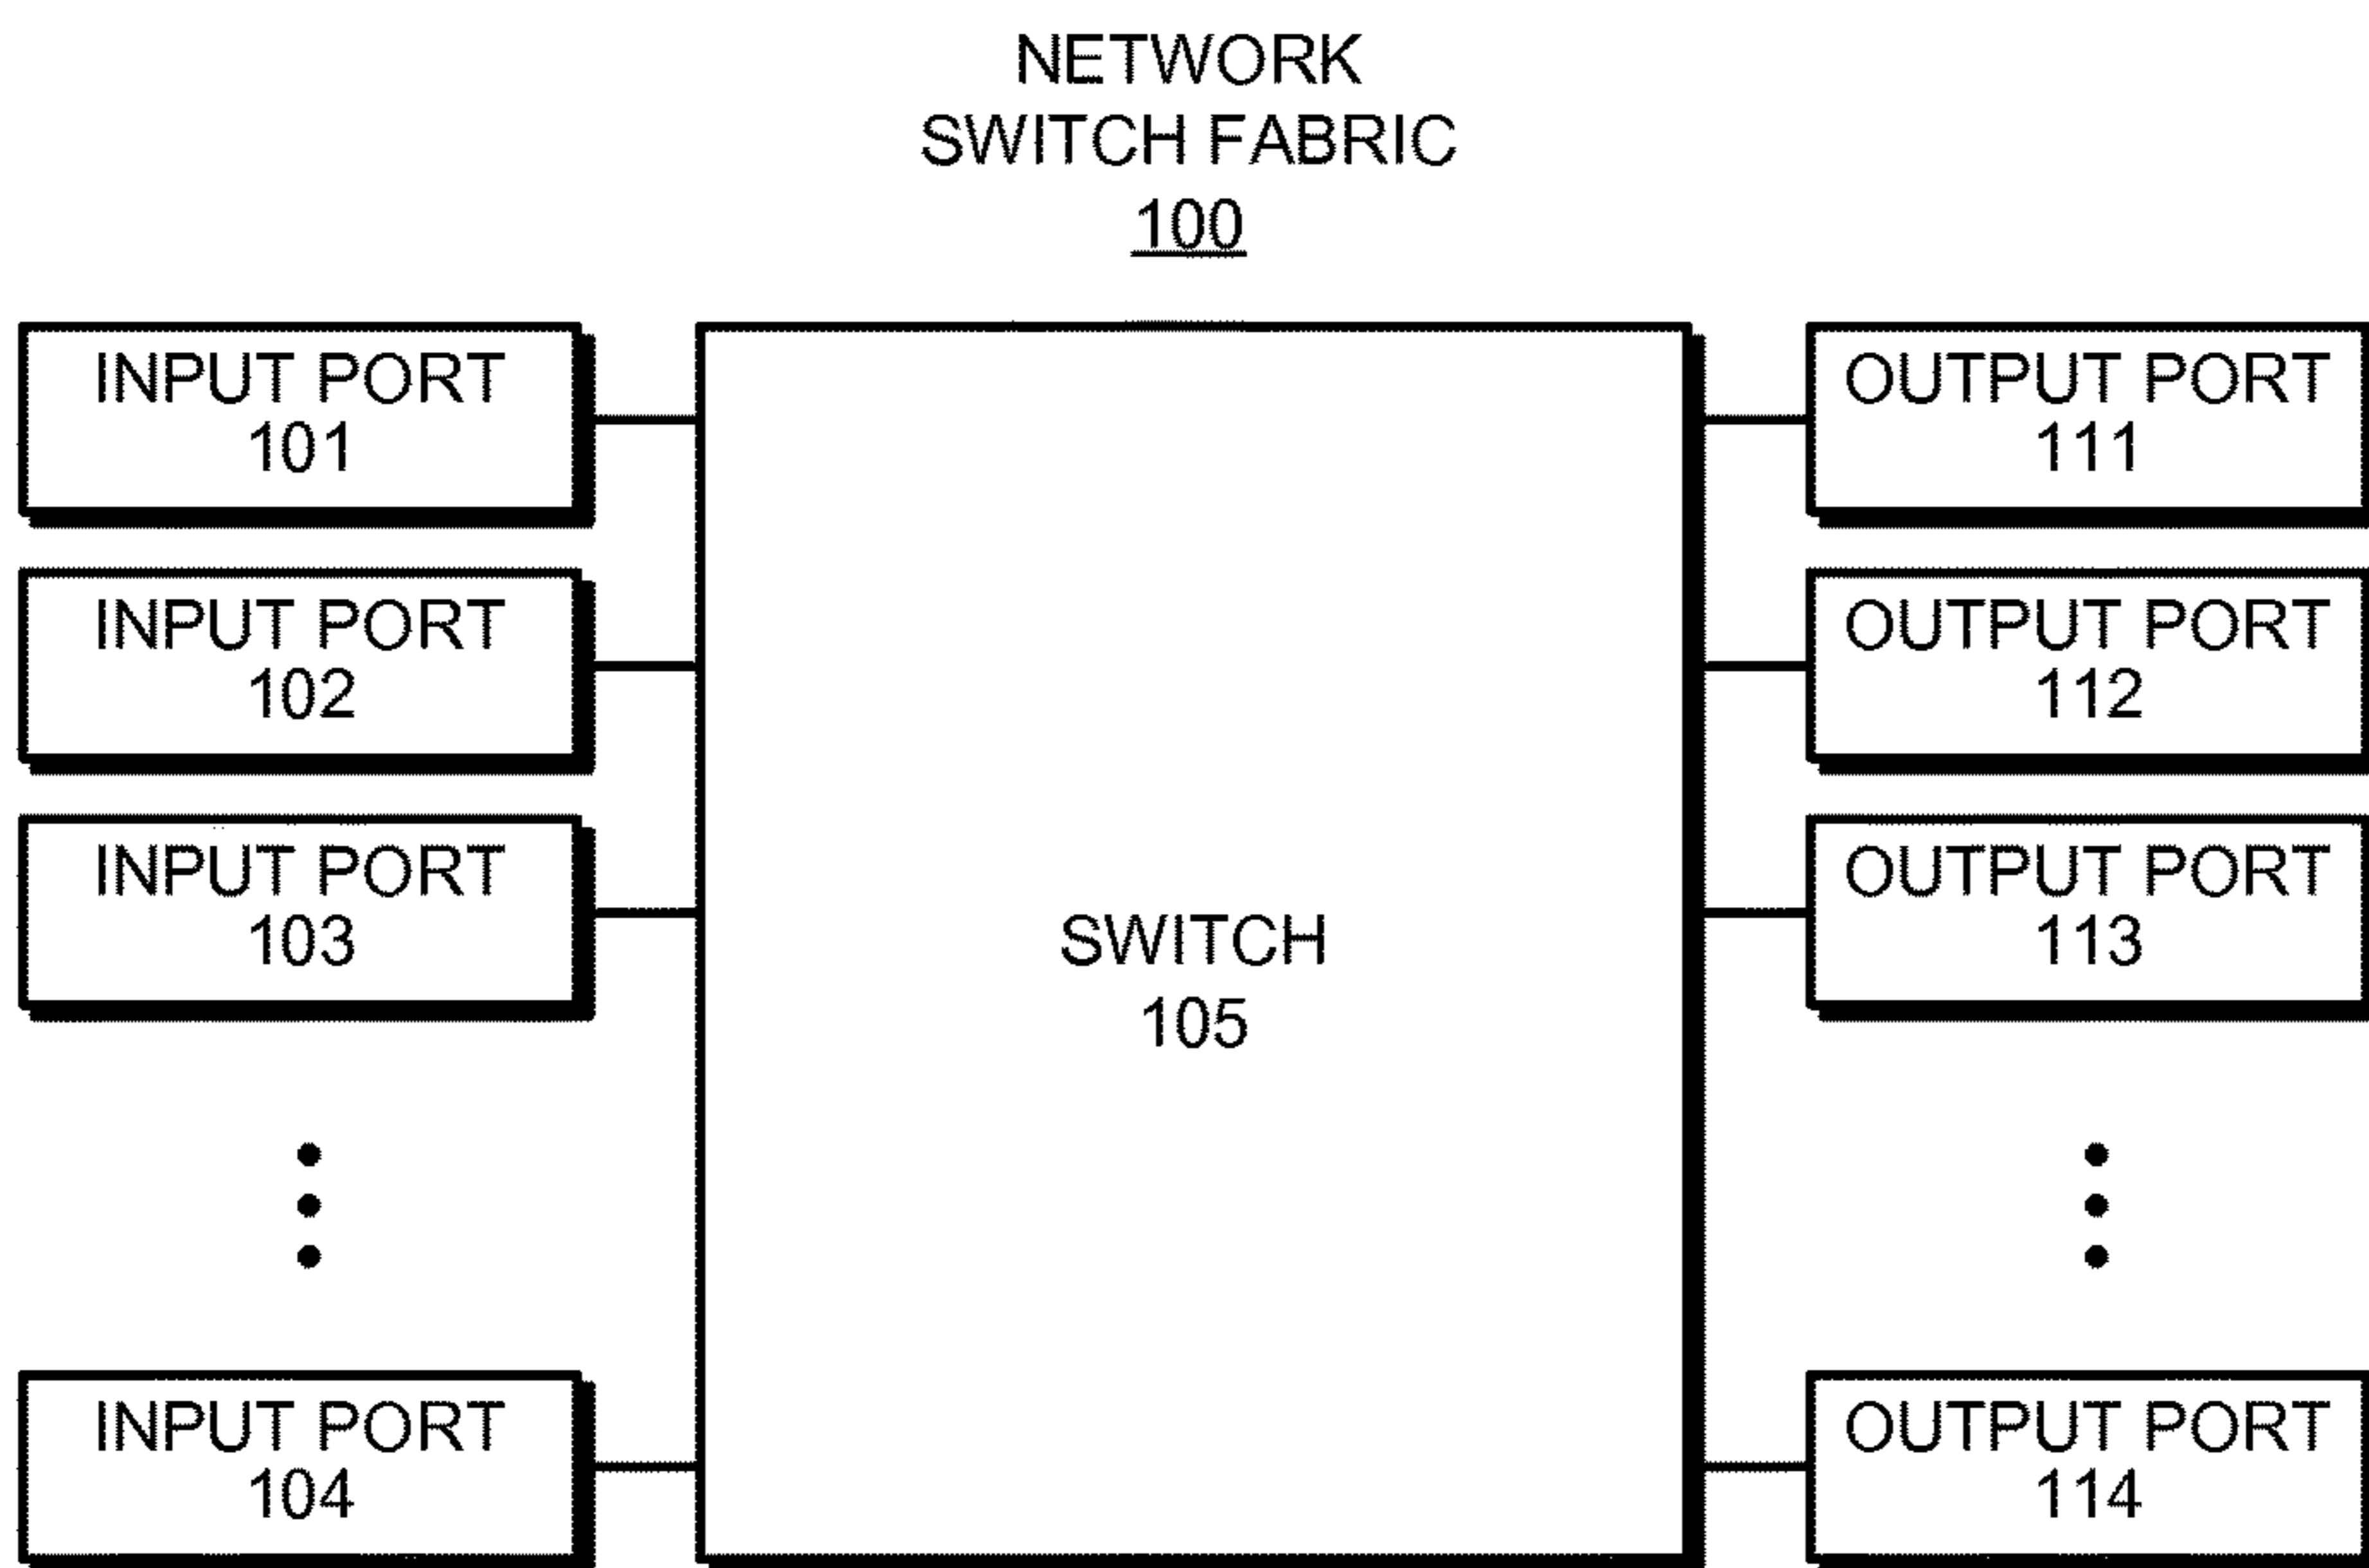 NETWORK
SWITCH FABRIC
100
INPUT PORT
101
INPUT PORT
102
INPUT PORT
103
INPUT PORT
104
SWITCH
105
OUTPUT PORT
111
OUTPUT PORT
112
OUTPUT PORT
113
OUTPUT PORT
114